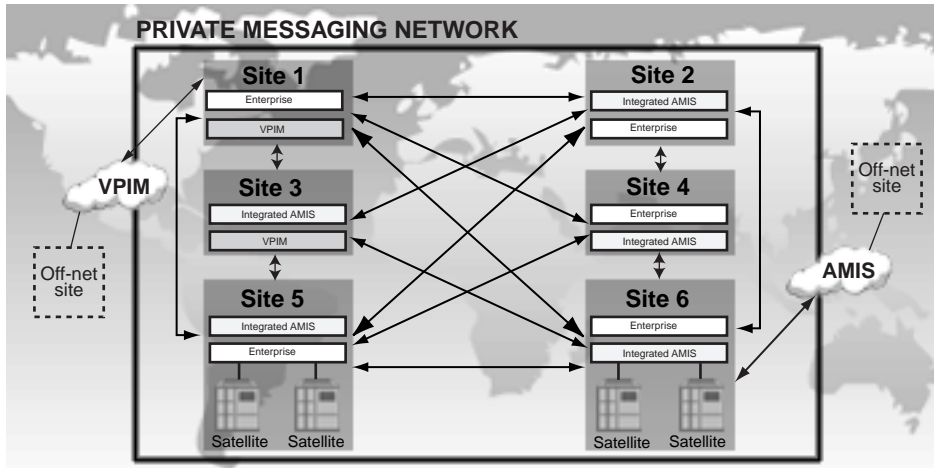 PRIVATE MESSAGING NETWORK
Site 1
Enterprise
VPIM
Site 2
Integrated AMIS
Enterprise
VPIM
Off-net
site
Site 3
Integrated AMIS
VPIM
Site 4
Enterprise
Integrated AMIS
Off-net
site
AMIS
Site 5
Integrated AMIS
Enterprise
Satellite
Satellite
Site 6
Enterprise
Integrated AMIS
Satellite
Satellite